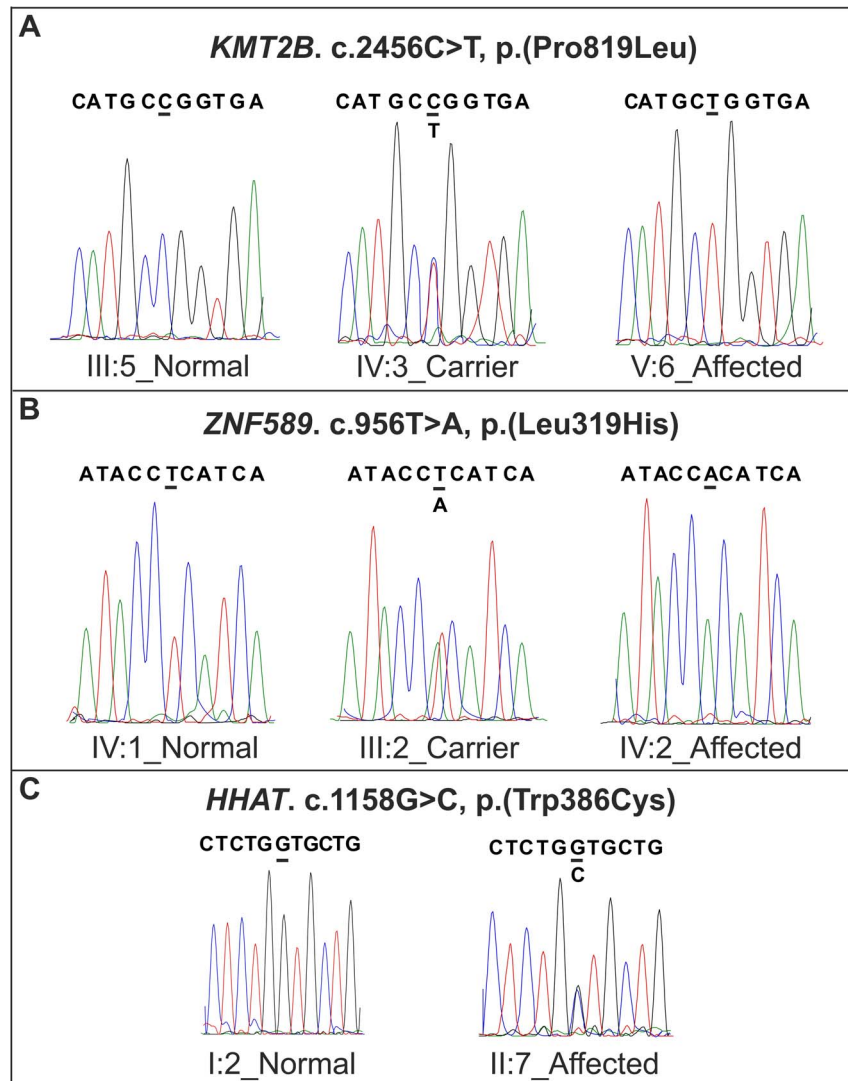 A
KMT2B. c.2456C>T, p.(Pro819Leu)
CATGCCGGTGA CATGCCGGTGA CATGCTGGTGA
T
III:5_Normal IV:3_Carrier V:6_Affected
B
ZNF589. c.956T>A, p.(Leu319His)
ATACCTCATCA ATACCTCATCA ATACCACATCA
A
IV:1_Normal III:2_Carrier IV:2_Affected
C
HHAT. c.1158G>C, p.(Trp386Cys)
CTCTGGTGCTG CTCTGGTGCTG
C
I:2_Normal II:7_Affected